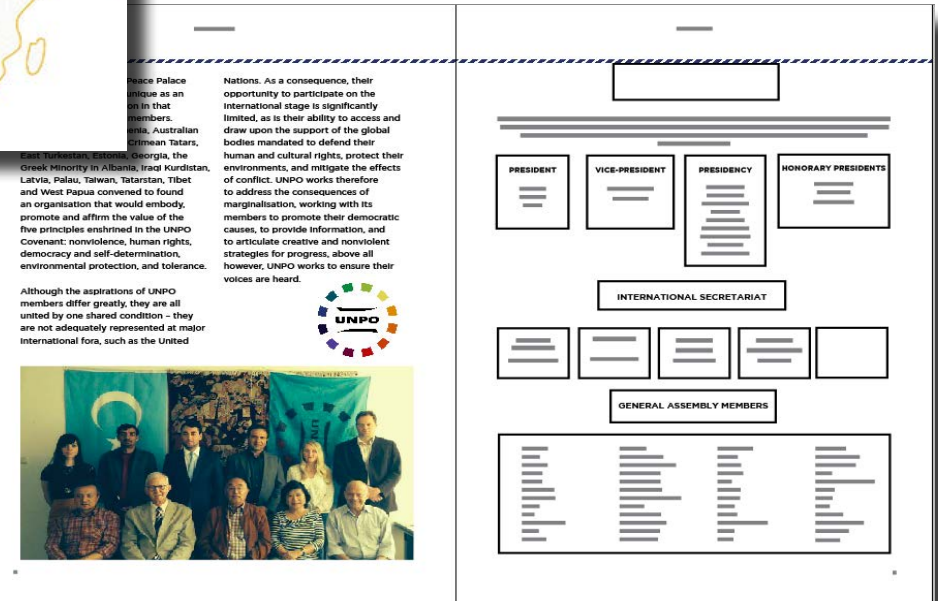 Peace Palace
unique as an
on in that
members.
enia, Australian
Crimean Tatars,
East Turkestan, Estonia, Georgia, the
Greek Minority in Albania, Iraqi Kurdistan,
Latvia, Palau, Taiwan, Tatarstan, Tibet
and West Papua convened to found
an organisation that would embody,
promote and affirm the value of the
five principles enshrined in the UNPO
Covenant: nonviolence, human rights,
democracy and self-determination,
environmental protection, and tolerance.
Although the aspirations of UNPO
members differ greatly, they are all
united by one shared condition – they
are not adequately represented at major
international fora, such as the United
Nations. As a consequence, their
opportunity to participate on the
international stage is significantly
limited, as is their ability to access and
draw upon the support of the global
bodies mandated to defend their
human and cultural rights, protect their
environments, and mitigate the effects
of conflict. UNPO works therefore
to address the consequences of
marginalisation, working with its
members to promote their democratic
causes, to provide information, and
to articulate creative and nonviolent
strategies for progress, above all
however, UNPO works to ensure their
voices are heard.
UNPO
PRESIDENT
VICE-PRESIDENT
PRESIDENCY
HONORARY PRESIDENTS
INTERNATIONAL SECRETARIAT
GENERAL ASSEMBLY MEMBERS